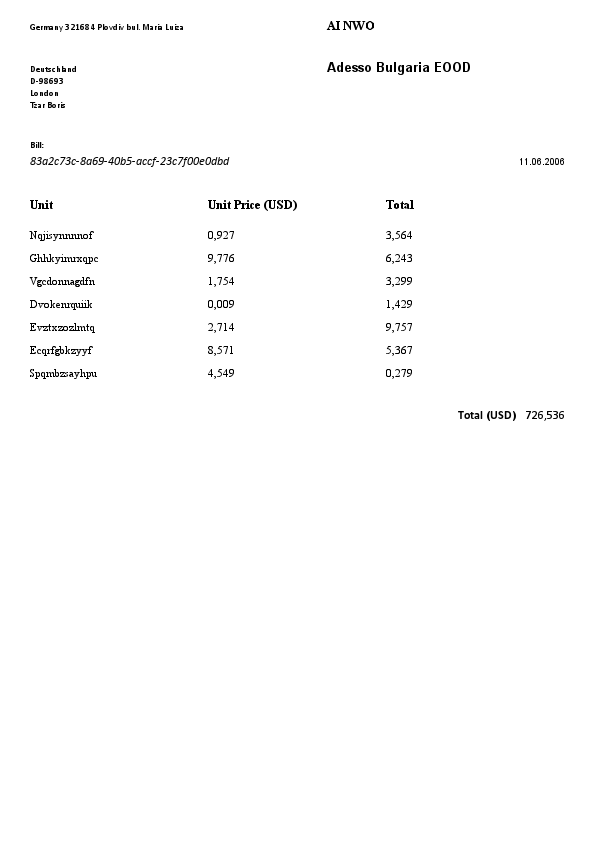 Germany 321684 Plovdiv bul. Maria Luiza
AI NWO
Deutschland
D-98693
London
Tzar Boris
Adesso Bulgaria EOOD
Bill:
83a2c73c-8a69-40b5-accf-23c7f00e0dbd
11.06.2006
Unit Unit Price (USD) Total
Nqjisynnnnof 0,927 3,564
Ghhkyimrxqpc 9,776 6,243
Vgcdonnagdfn 1,754 3,299
Dvokenrquiik 0,009 1,429
Evztxzozlmtq 2,714 9,757
Ecqrfgbkzyyf 8,571 5,367
Spqmbzsayhpu 4,549 0,279
Total (USD) 726,536